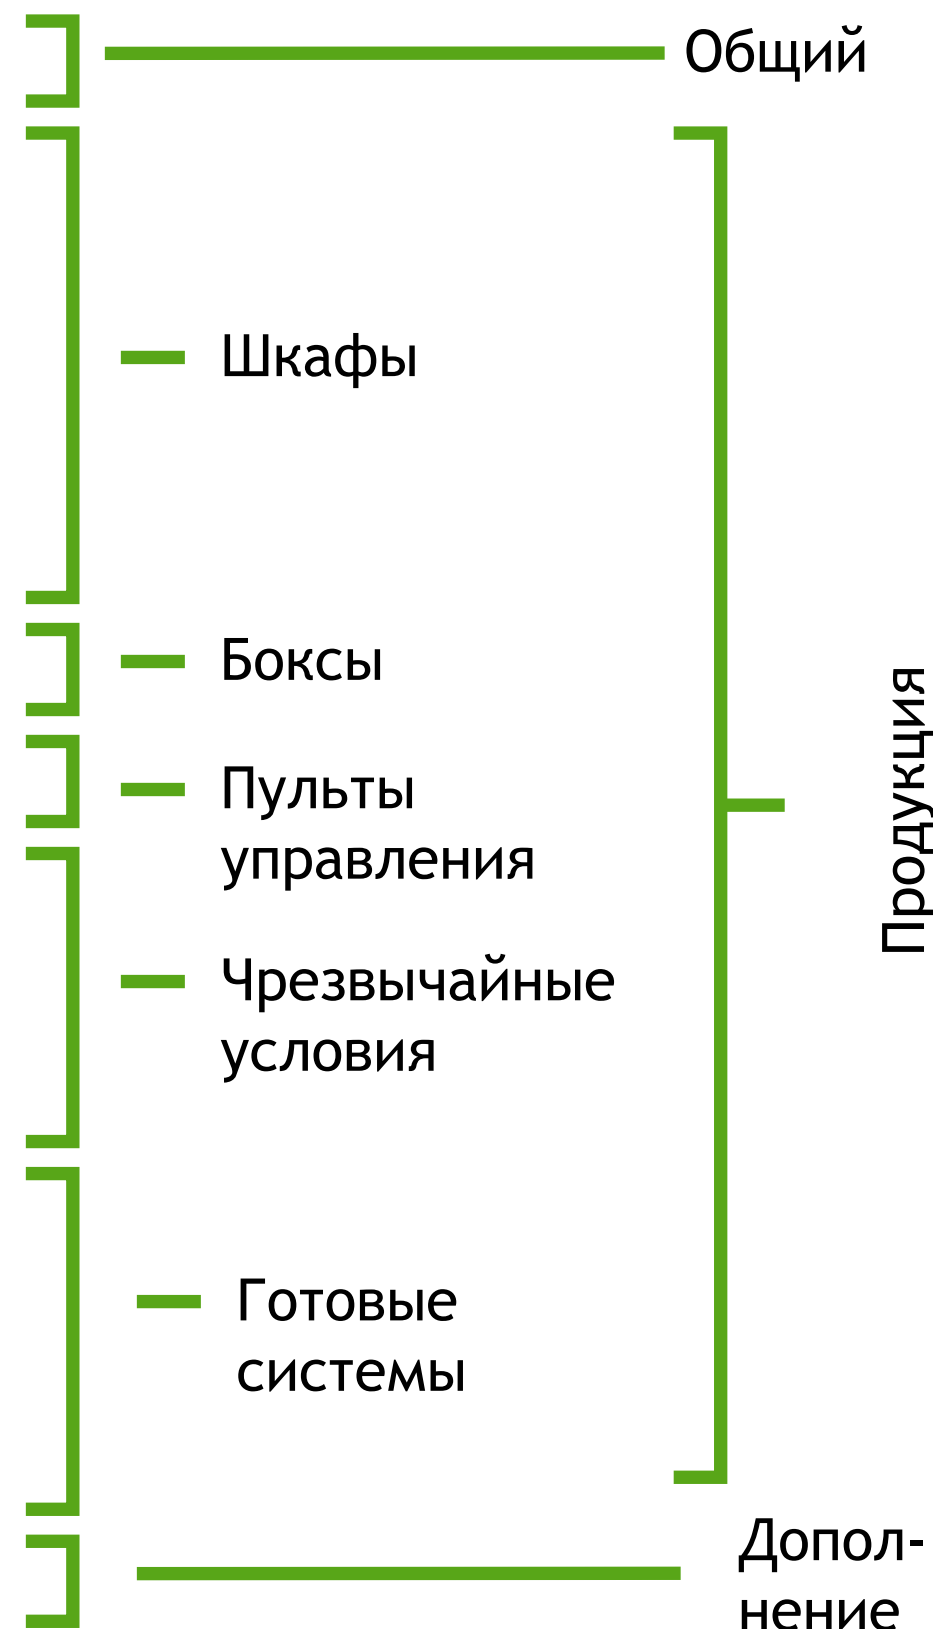 Общий
Шкафы
Боксы
Пульты
управления
Продукция
Чрезвычайные
условия
Готовые
системы
Допол-
нение